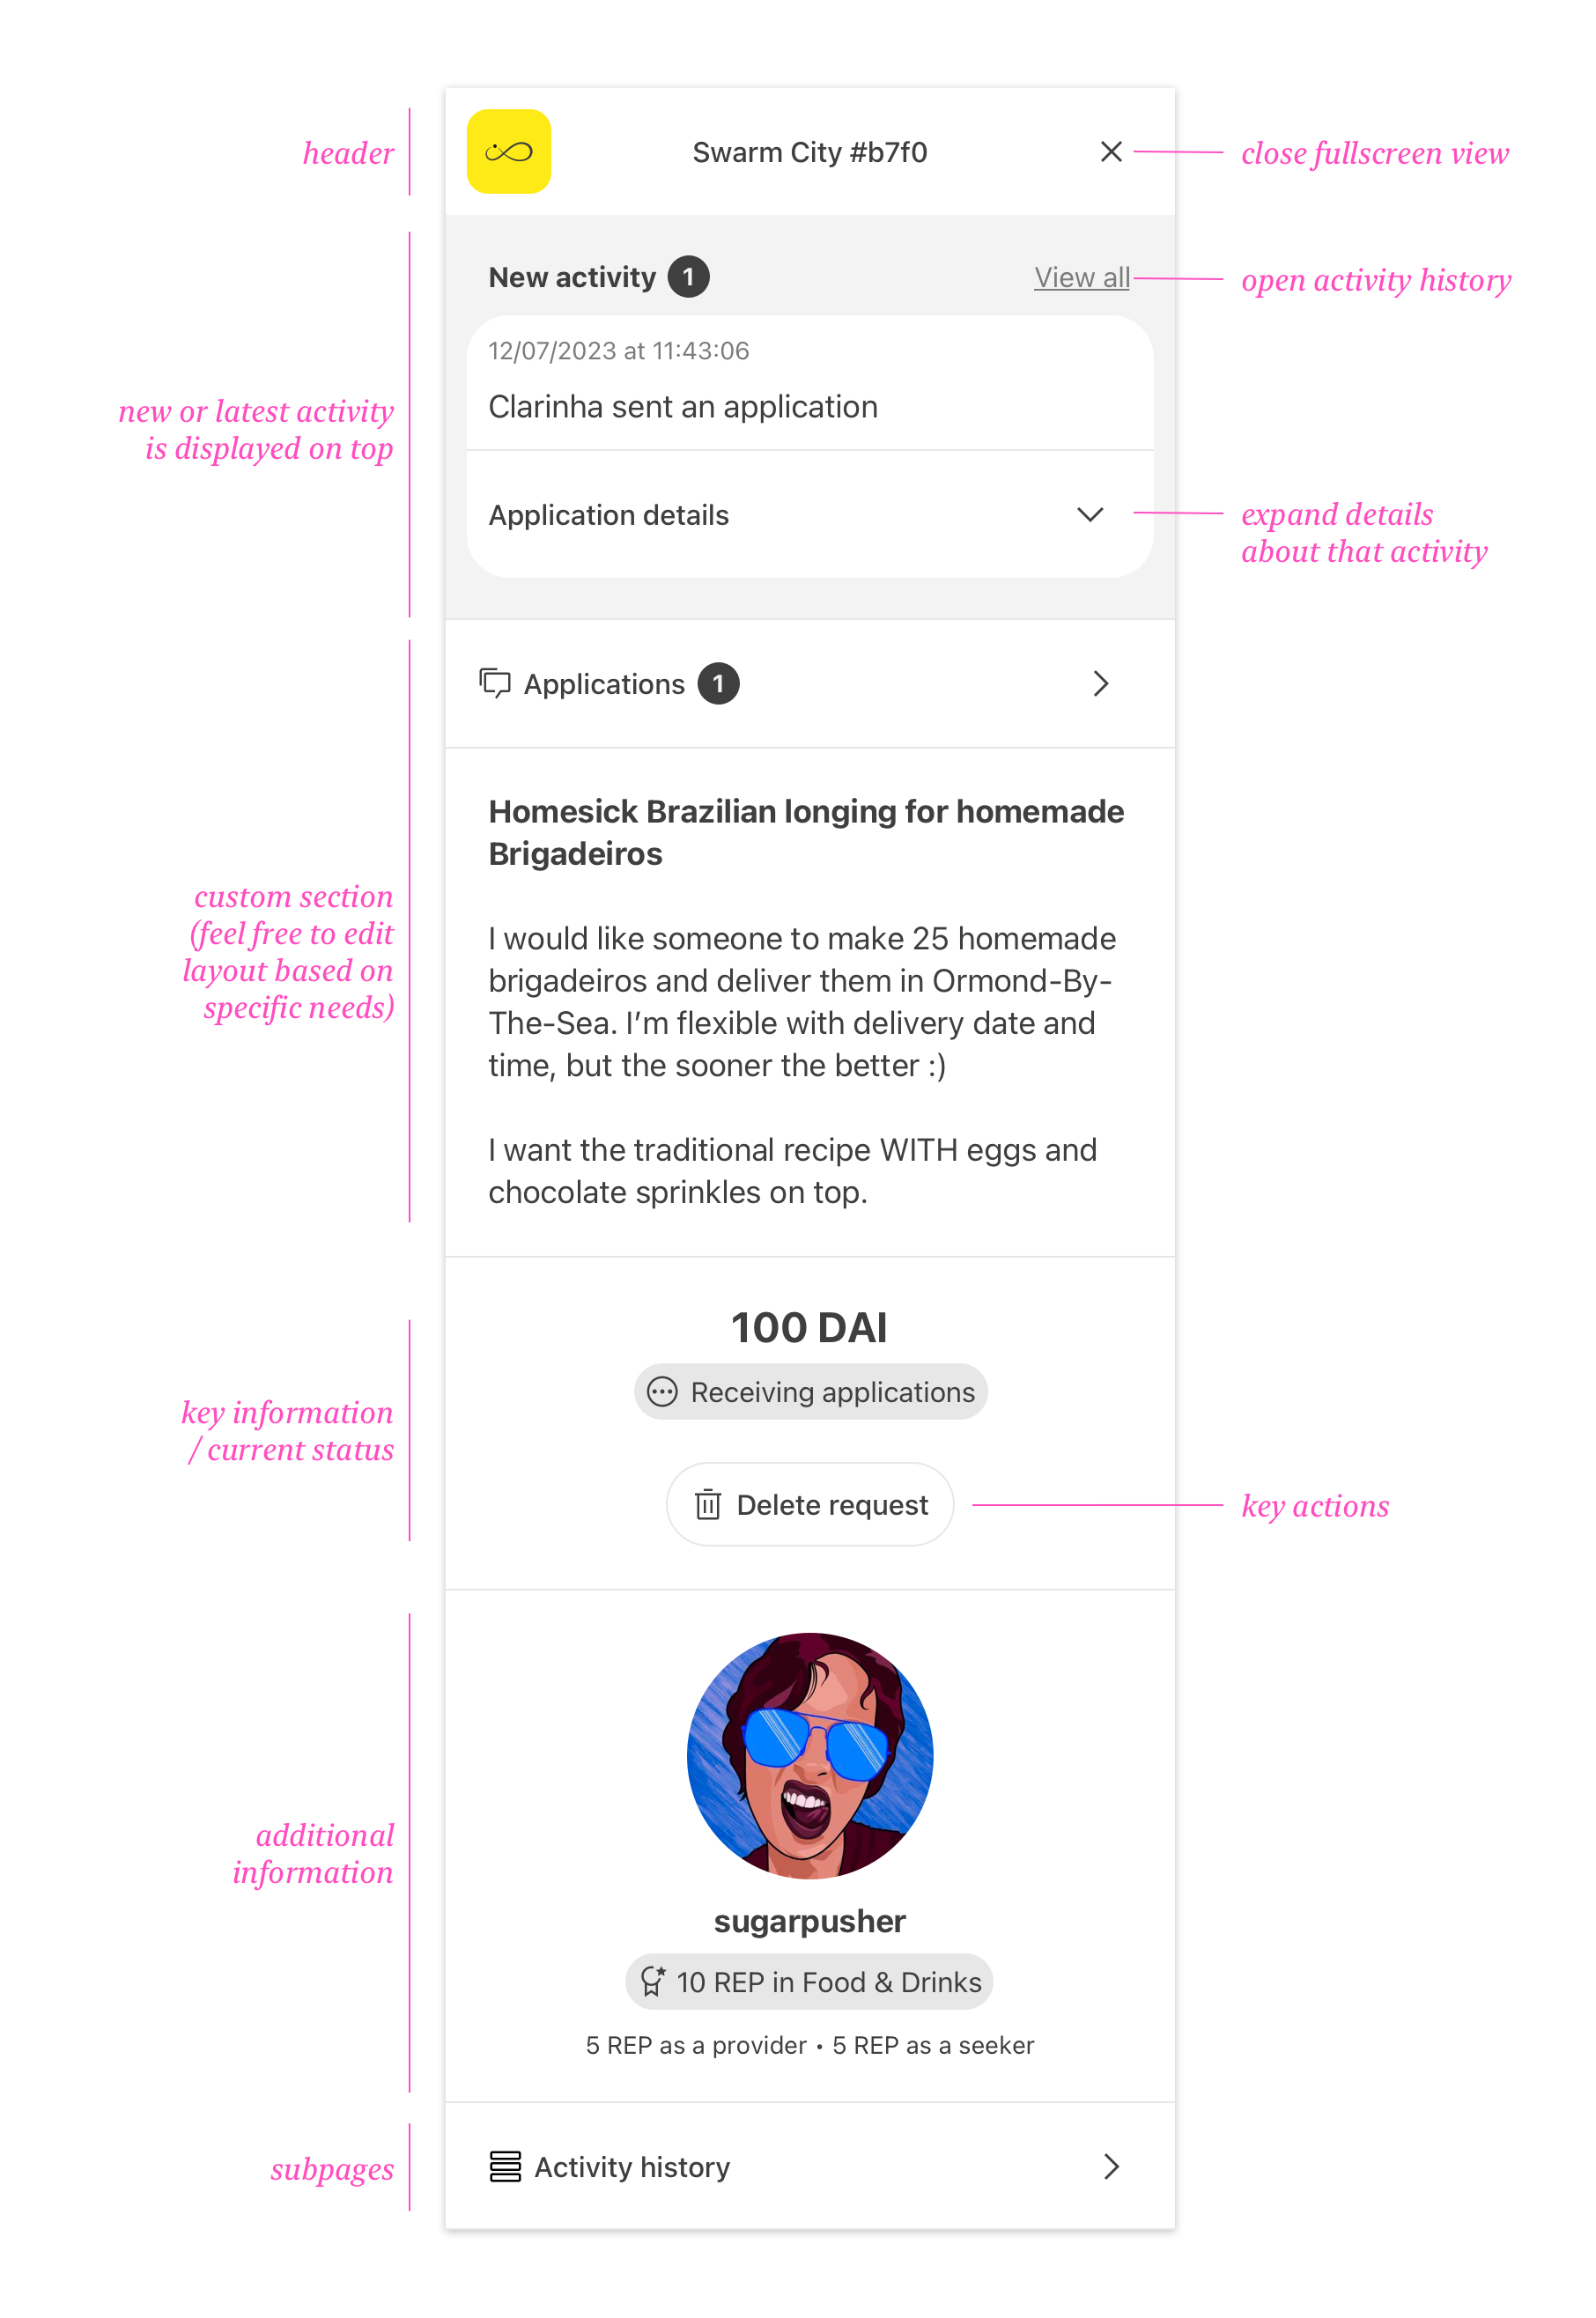 header
Swarm City #b7f0
close fullscreen view
New activity 1
View all
open activity history
12/07/2023 at 11:43:06
Clarinha sent an application
new or latest activity
is displayed on top
Application details
expand details
about that activity
Applications 1
Homesick Brazilian longing for homemade
Brigadeiros
custom section
(feel free to edit
layout based on
specific needs)
I would like someone to make 25 homemade
brigadeiros and deliver them in Ormond-By-
The-Sea. I’m flexible with delivery date and
time, but the sooner the better :)
I want the traditional recipe WITH eggs and
chocolate sprinkles on top.
100 DAI
Receiving applications
key information
/ current status
Delete request
key actions
additional
information
sugarpusher
10 REP in Food & Drinks
5 REP as a provider • 5 REP as a seeker
subpages
Activity history